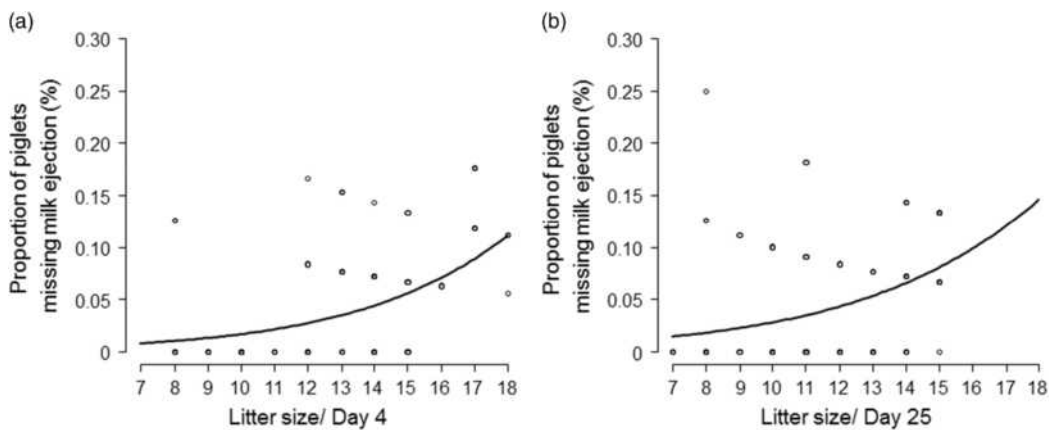 (a)
Proportion of piglets
missing milk ejection (%)
0.30
0.25
0.20
0.15
0.10
0.05
0
7 8 9 10 11 12 13 14 15 16 17 18
Litter size/ Day 4
(b)
Proportion of piglets
missing milk ejection (%)
0.30
0.25
0.20
0.15
0.10
0.05
0
7 8 9 10 11 12 13 14 15 16 17 18
Litter size/ Day 25